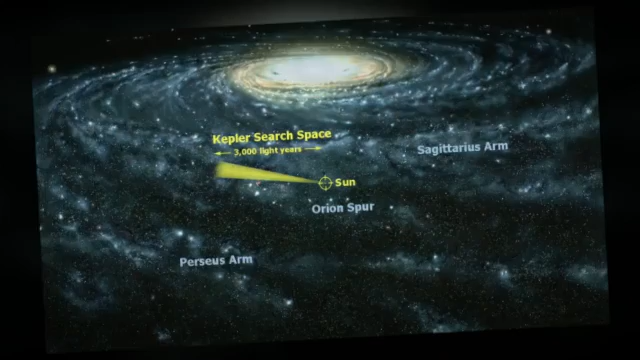 Kepler Search Space
3,000 light years
Sagittarius Arm
Sun
Orion Spur
Perseus Arm